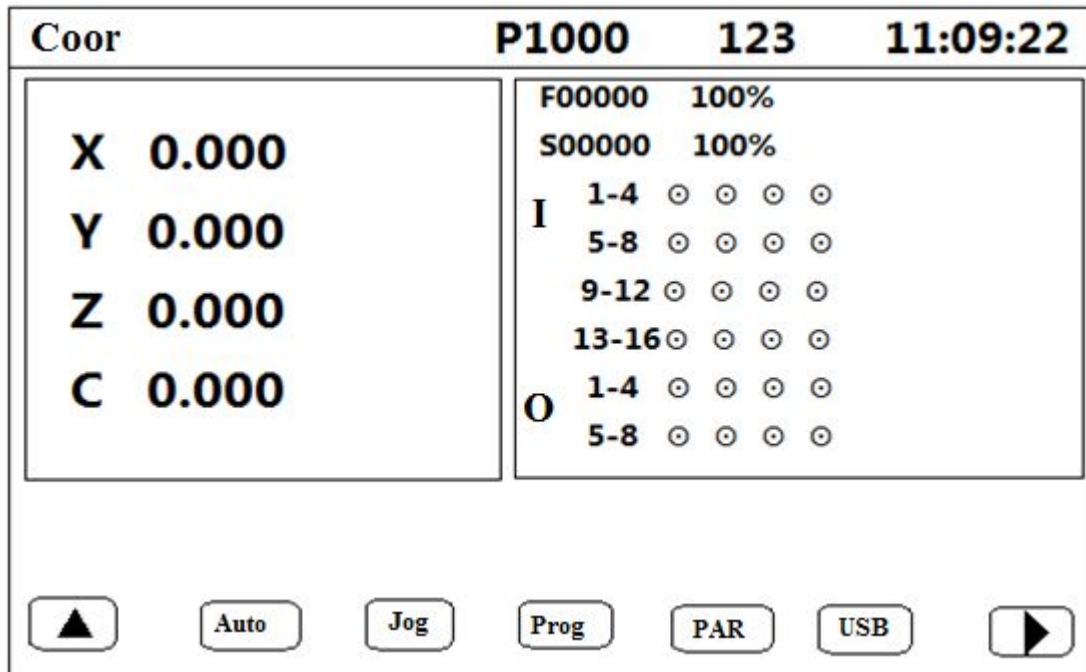 Coor P1000 123 11:09:22
X 0.000
Y 0.000
Z 0.000
C 0.000
F00000 100%
S00000 100%
I
1-4
5-8
9-12
13-16
O
1-4
5-8
Auto Jog Prog PAR USB